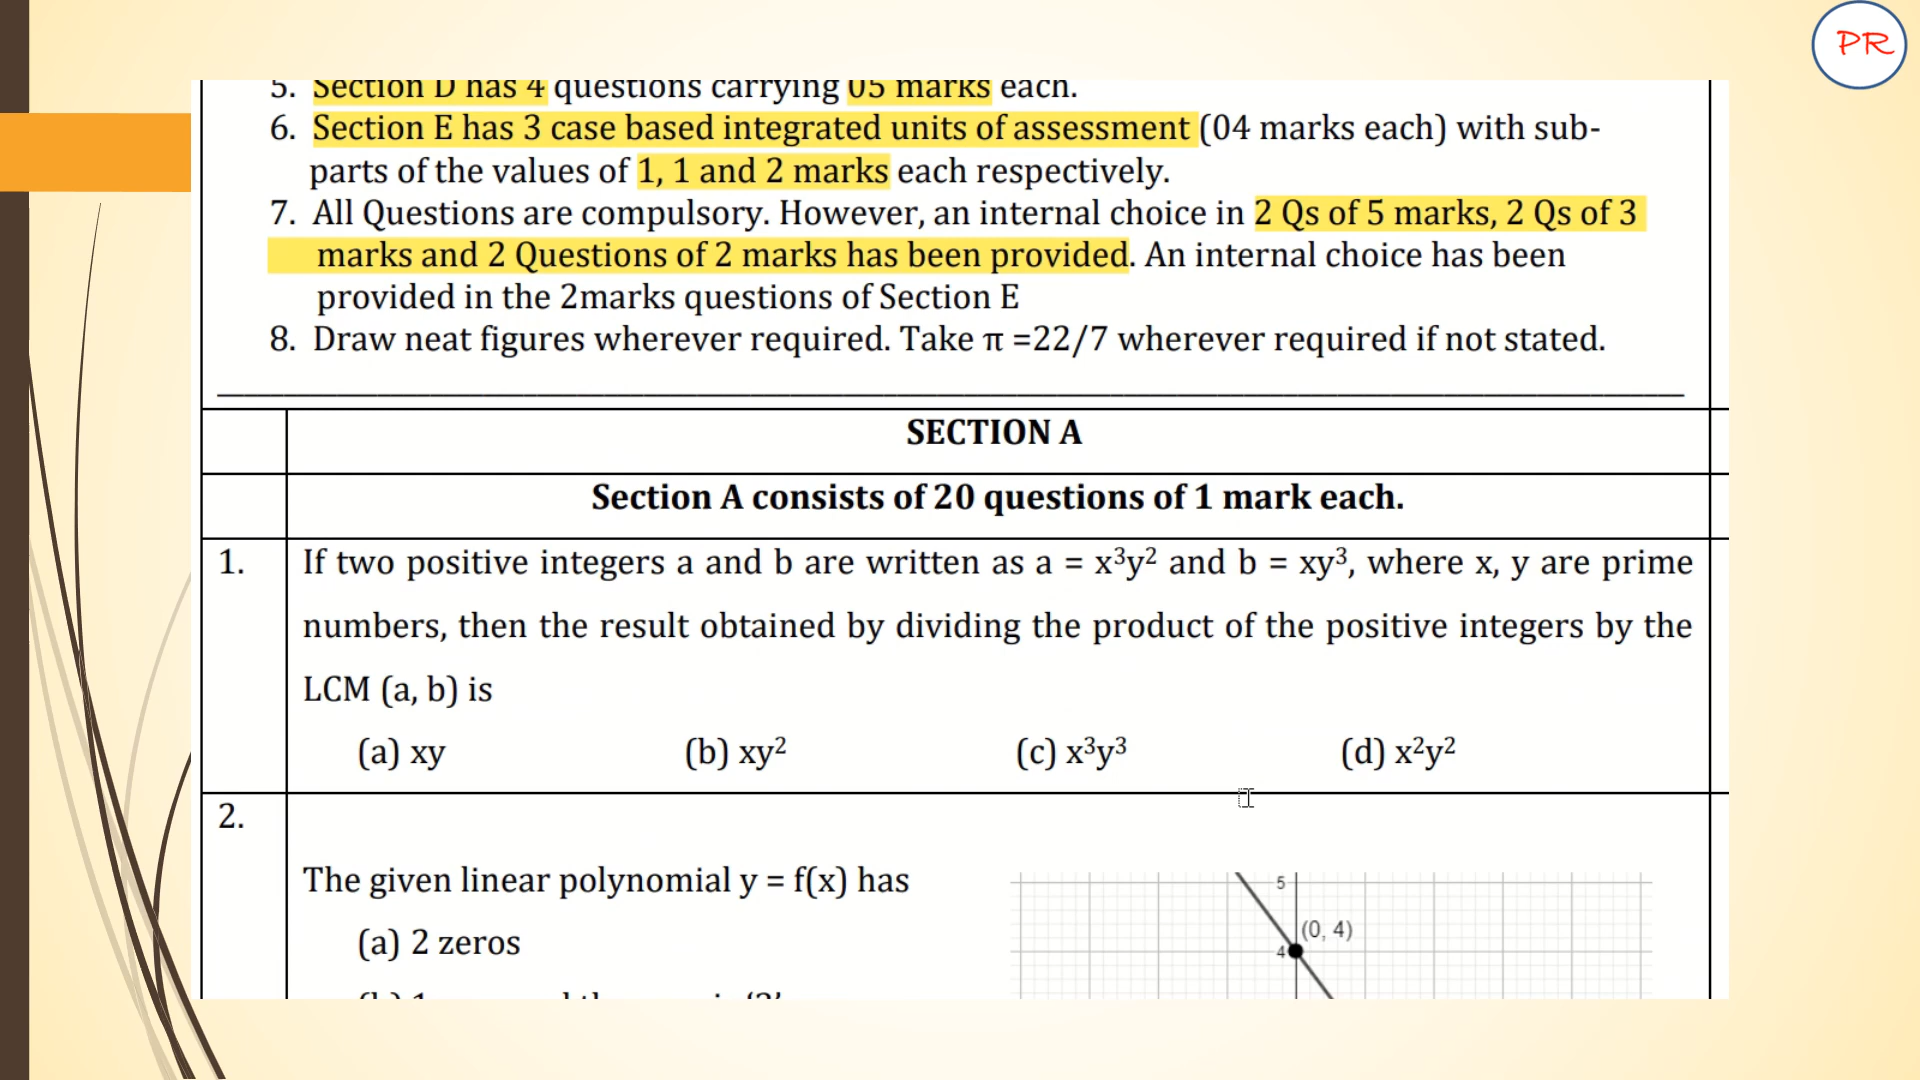 PR
5. Section D has 4 questions carrying 05 marks each.
6. Section E has 3 case based integrated units of assessment (04 marks each) with sub-
parts of the values of 1, 1 and 2 marks each respectively.
7. All Questions are compulsory. However, an internal choice in 2 Qs of 5 marks, 2 Qs of 3
marks and 2 Questions of 2 marks has been provided. An internal choice has been
provided in the 2marks questions of Section E
8. Draw neat figures wherever required. Take π =22/7 wherever required if not stated.
SECTION A
Section A consists of 20 questions of 1 mark each.
1. If two positive integers a and b are written as a = x³y² and b = xy³, where x, y are prime
numbers, then the result obtained by dividing the product of the positive integers by the
LCM (a, b) is
(a) xy (b) xy² (c) x³y³ (d) x²y²
2.
The given linear polynomial y = f(x) has
(a) 2 zeros
5
(0, 4)
4